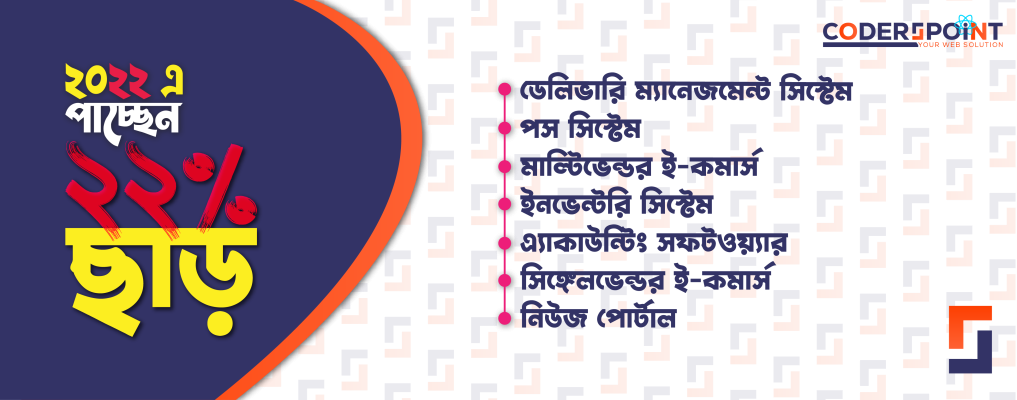 ২০২২ এ
পাচ্ছেন
২২%
ছাড়
CODERSPOINT
YOUR WEB SOLUTION
ডেলিভারি ম্যানেজমেন্ট সিস্টেম
পস সিস্টেম
মাল্টিভেন্ডর ই-কমার্স
ইনভেন্টরি সিস্টেম
এ্যাকাউন্টিং সফটওয়্যার
সিঙ্গেলভেন্ডর ই-কমার্স
নিউজ পোর্টাল